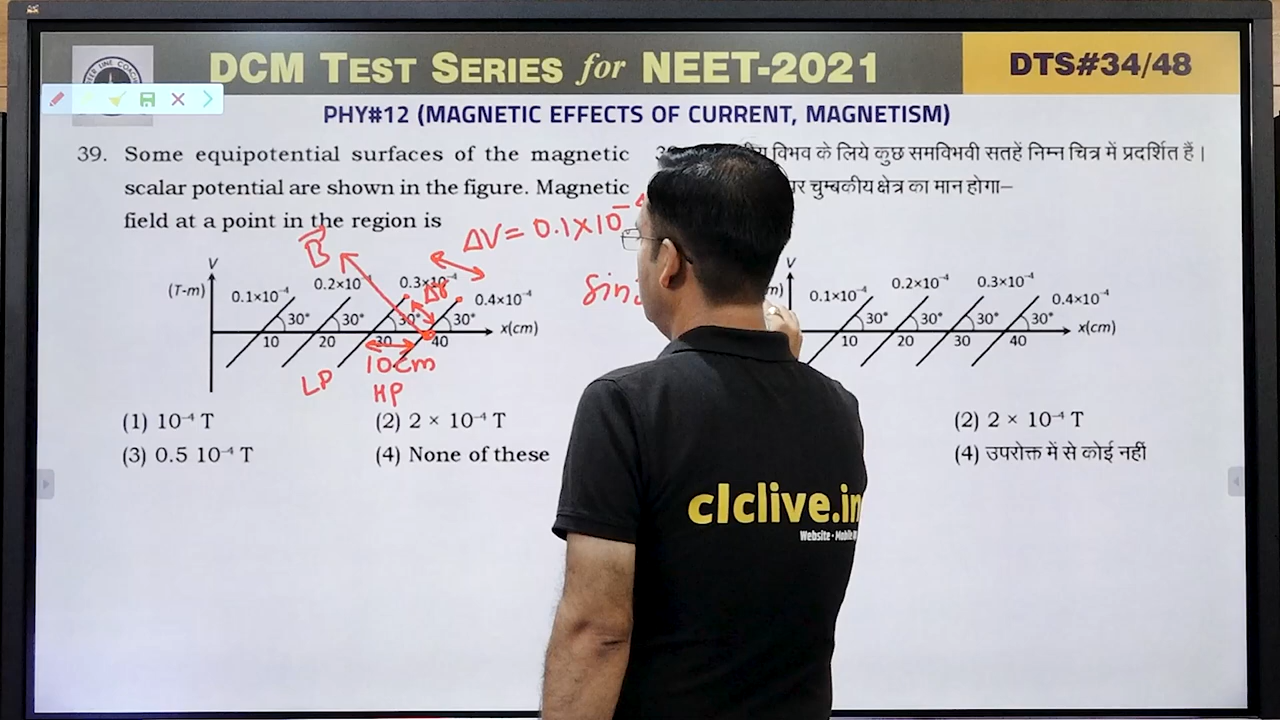 DCM TEST SERIES for NEET-2021
DTS#34/48
PHY#12 (MAGNETIC EFFECTS OF CURRENT, MAGNETISM)
39. Some equipotential surfaces of the magnetic
scalar potential are shown in the figure. Magnetic
field at a point in the region is
V
(T-m)
0.1×10⁻⁴
0.2×10
0.3×10⁻⁴
0.4×10⁻⁴
30° 30° 30° 30°
x(cm)
10 20 30 40
B⃗
ΔV = 0.1×10
Δr
10cm
LP
HP
(1) 10⁻⁴ T
(2) 2 × 10⁻⁴ T
(3) 0.5 10⁻⁴ T
(4) None of these
विभव के लिये कुछ समविभवी सतहें निम्न चित्र में प्रदर्शित हैं।
पर चुम्बकीय क्षेत्र का मान होगा–
V
0.1×10⁻⁴
0.2×10⁻⁴
0.3×10⁻⁴
0.4×10⁻⁴
30° 30° 30° 30°
x(cm)
10 20 30 40
(2) 2 × 10⁻⁴ T
(4) उपरोक्त में से कोई नहीं
clclive.in